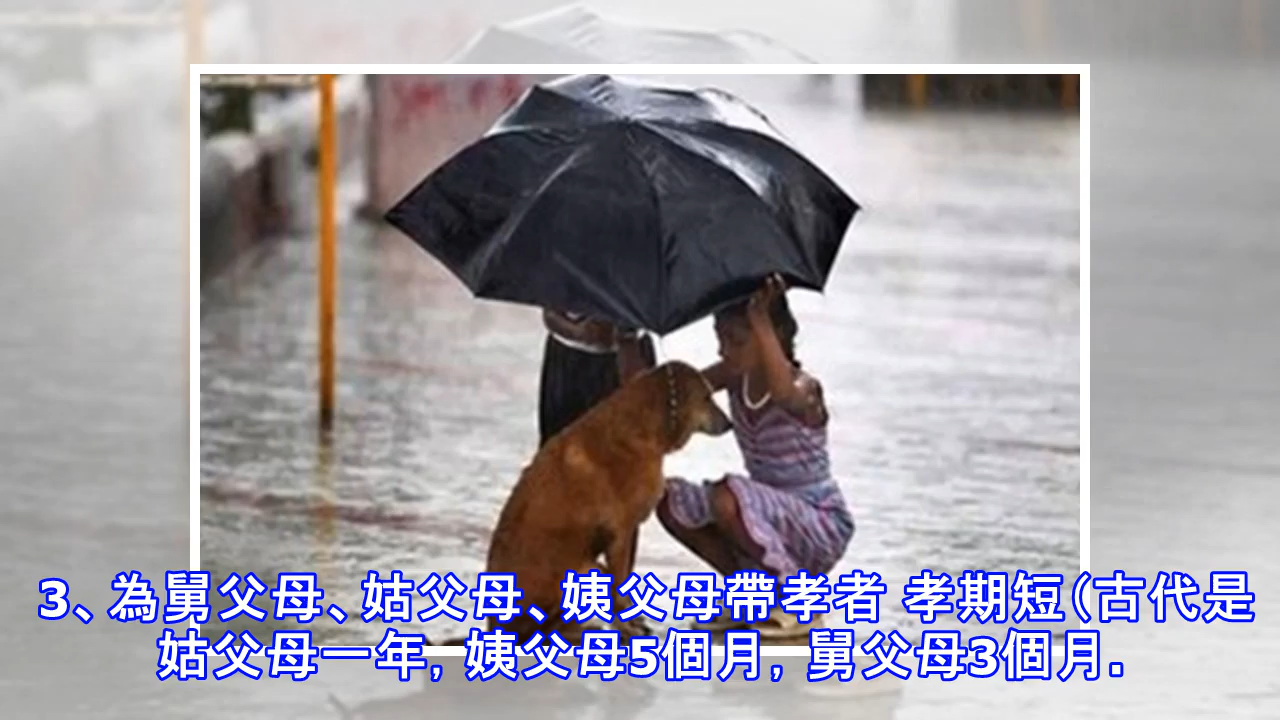 3、為舅父母、姑父母、姨父母帶孝者 孝期短(古代是
姑父母一年, 姨父母5個月, 舅父母3個月.